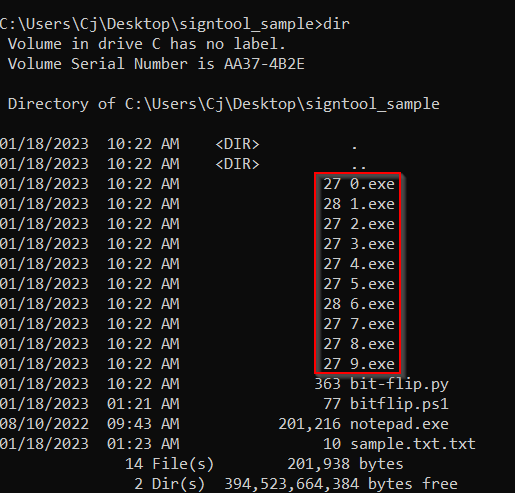 C:\Users\Cj\Desktop\signtool_sample>dir
 Volume in drive C has no label.
 Volume Serial Number is AA37-4B2E
 Directory of C:\Users\Cj\Desktop\signtool_sample
01/18/2023  10:22 AM    <DIR>          .
01/18/2023  10:22 AM    <DIR>          ..
01/18/2023  10:22 AM                27 0.exe
01/18/2023  10:22 AM                28 1.exe
01/18/2023  10:22 AM                27 2.exe
01/18/2023  10:22 AM                27 3.exe
01/18/2023  10:22 AM                27 4.exe
01/18/2023  10:22 AM                27 5.exe
01/18/2023  10:22 AM                28 6.exe
01/18/2023  10:22 AM                27 7.exe
01/18/2023  10:22 AM                27 8.exe
01/18/2023  10:22 AM                27 9.exe
01/18/2023  10:22 AM               363 bit-flip.py
01/18/2023  01:21 AM                77 bitflip.ps1
08/10/2022  09:43 AM           201,216 notepad.exe
01/18/2023  01:23 AM                10 sample.txt.txt
              14 File(s)        201,938 bytes
               2 Dir(s)  394,523,664,384 bytes free